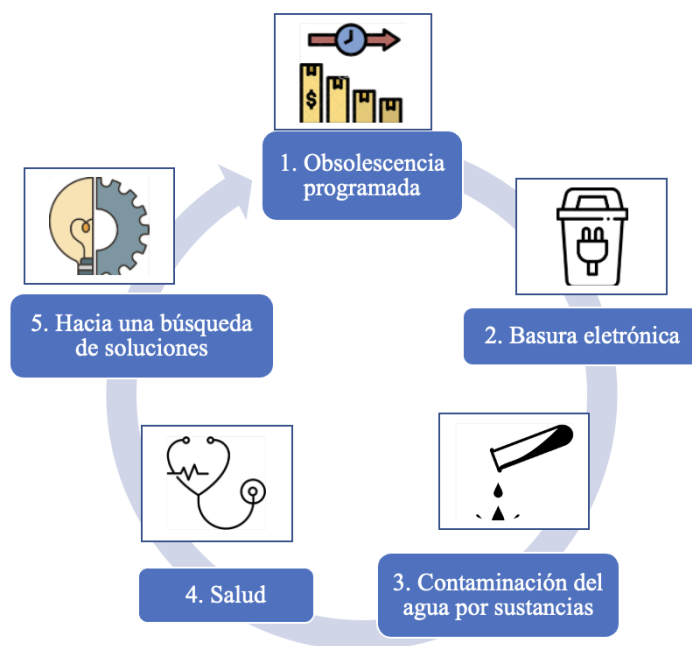 $
1. Obsolescencia
programada
2. Basura eletrónica
3. Contaminación del
agua por sustancias
4. Salud
5. Hacia una búsqueda
de soluciones